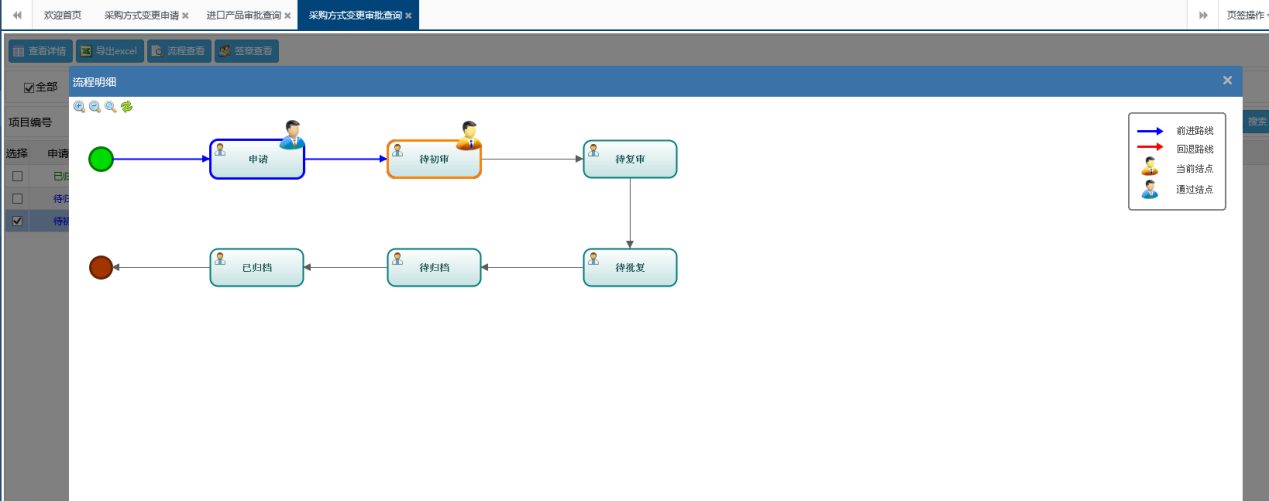 欢迎首页 采购方式变更申请 进口产品审批查询 采购方式变更审批查询 页签操作
查看详情 导出excel 流程查看 签章查看
全部
流程明细
项目编号 搜索
选择 申请
前进路线
回退路线
当前结点
通过结点
申请 待初审 待复审
已归档 待归档 待批复